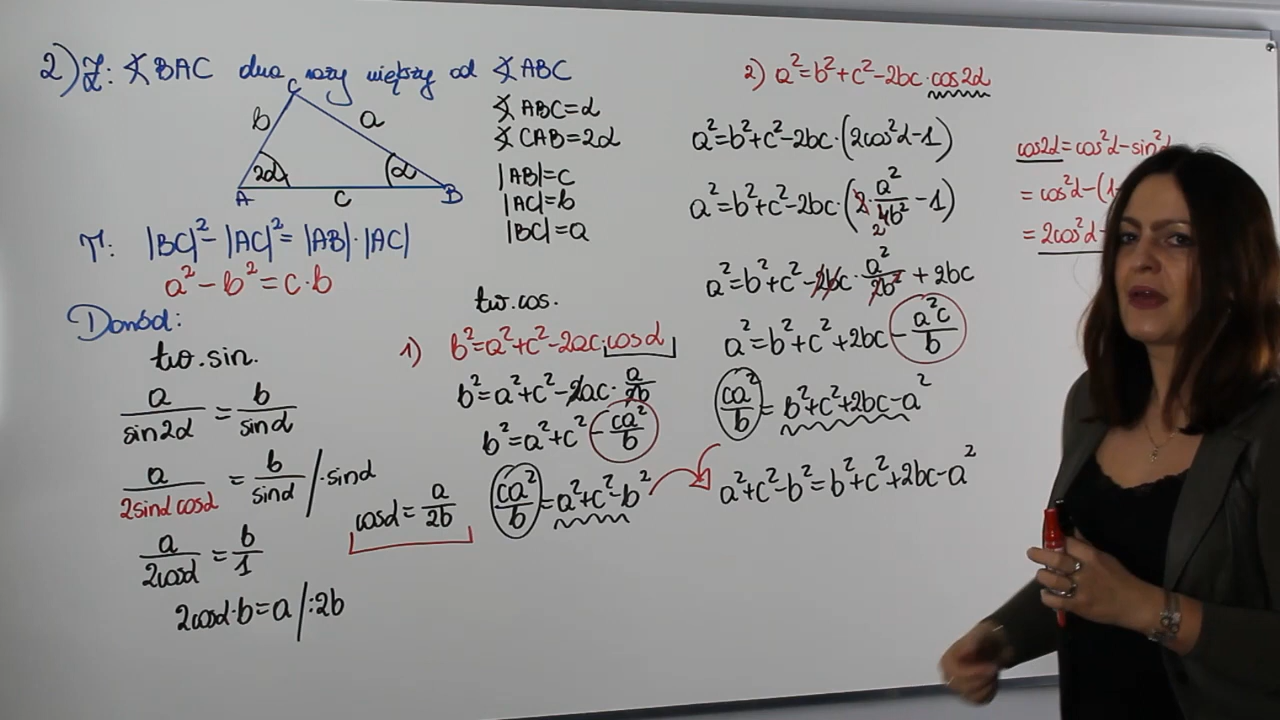 2) Z: ∢BAC dwa razy większy od ∢ABC
C
b a
2α α
A c B
∢ABC=α
∢CAB=2α
|AB|=c
|AC|=b
|BC|=a
T: |BC|²-|AC|²=|AB|·|AC|
a²-b²=c·b
Dowód:
tw.sin.
a/sin2α = b/sinα
a/2sinα cosα = b/sinα /·sinα
a/2cosα = b/1
2cosα·b=a /:2b
cosα = a/2b
tw.cos.
1) b²=a²+c²-2ac·cosα
b²=a²+c²-2ac·a/2b
b²=a²+c²-ca²/b
ca²/b=a²+c²-b²
2) a²=b²+c²-2bc·cos2α
a²=b²+c²-2bc·(2cos²α-1)
a²=b²+c²-2bc·(2·a²/4b²-1)
2
a²=b²+c²-2bc·a²/2b²+2bc
a²=b²+c²+2bc-a²c/b
ca²/b=b²+c²+2bc-a²
a²+c²-b²=b²+c²+2bc-a²
cos2α=cos²α-sin²α
=cos²α-(1-
=2cos²α-